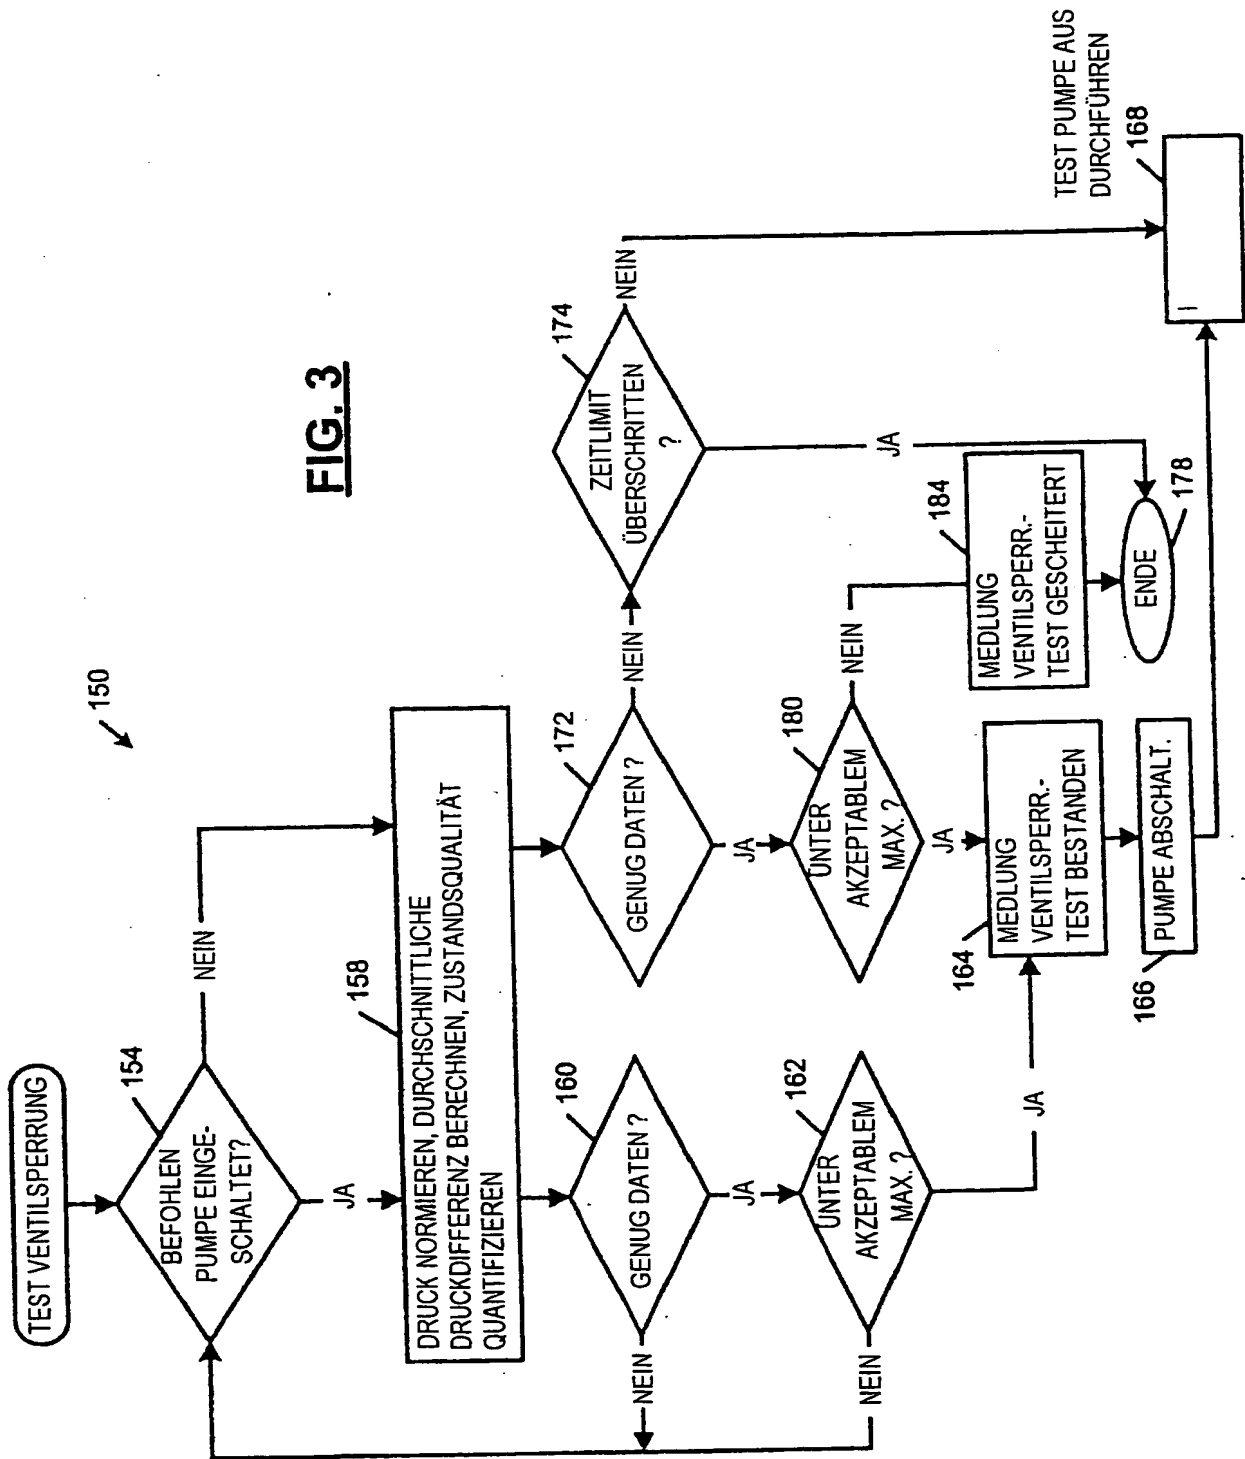 FIG. 3
150
TEST VENTILSPERRUNG
154
BEFOHLEN
PUMPE EINGE-
SCHALTET?
NEIN
JA
158
DRUCK NORMIEREN, DURCHSCHNITTLICHE
DRUCKDIFFERENZ BERECHNEN, ZUSTANDSQUALITÄT
QUANTIFIZIEREN
160
GENUG DATEN ?
NEIN
JA
162
ÜNTER
AKZEPTABLEM
MAX. ?
NEIN
JA
172
GENUG DATEN ?
NEIN
JA
174
ZEITLIMIT
ÜBERSCHRITTEN
?
NEIN
JA
180
ÜNTER
AKZEPTABLEM
MAX. ?
NEIN
JA
164
MEDLUNG
VENTILSPERR.-
TEST BESTANDEN
184
MEDLUNG
VENTILSPERR.-
TEST GESCHEITERT
166
PUMPE ABSCHALT.
ENDE
178
TEST PUMPE AUS
DURCHFÜHREN
168